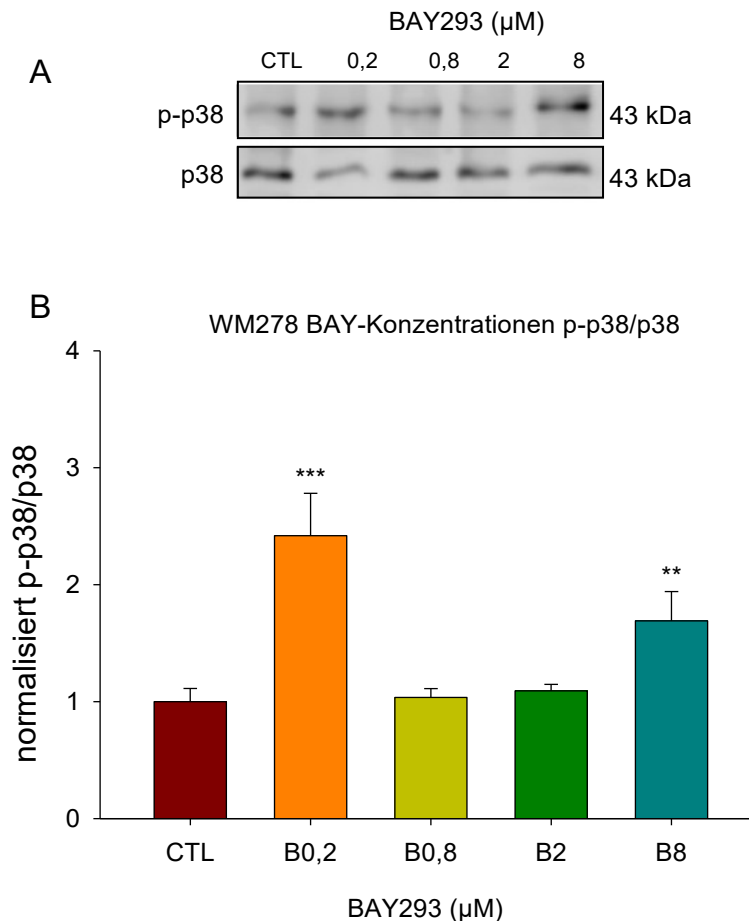 BAY293 (µM)
A
CTL 0,2 0,8 2 8
p-p38 43 kDa
p38 43 kDa
B
WM278 BAY-Konzentrationen p-p38/p38
normalisiert p-p38/p38
4
3
2
1
0
***
**
CTL B0,2 B0,8 B2 B8
BAY293 (µM)